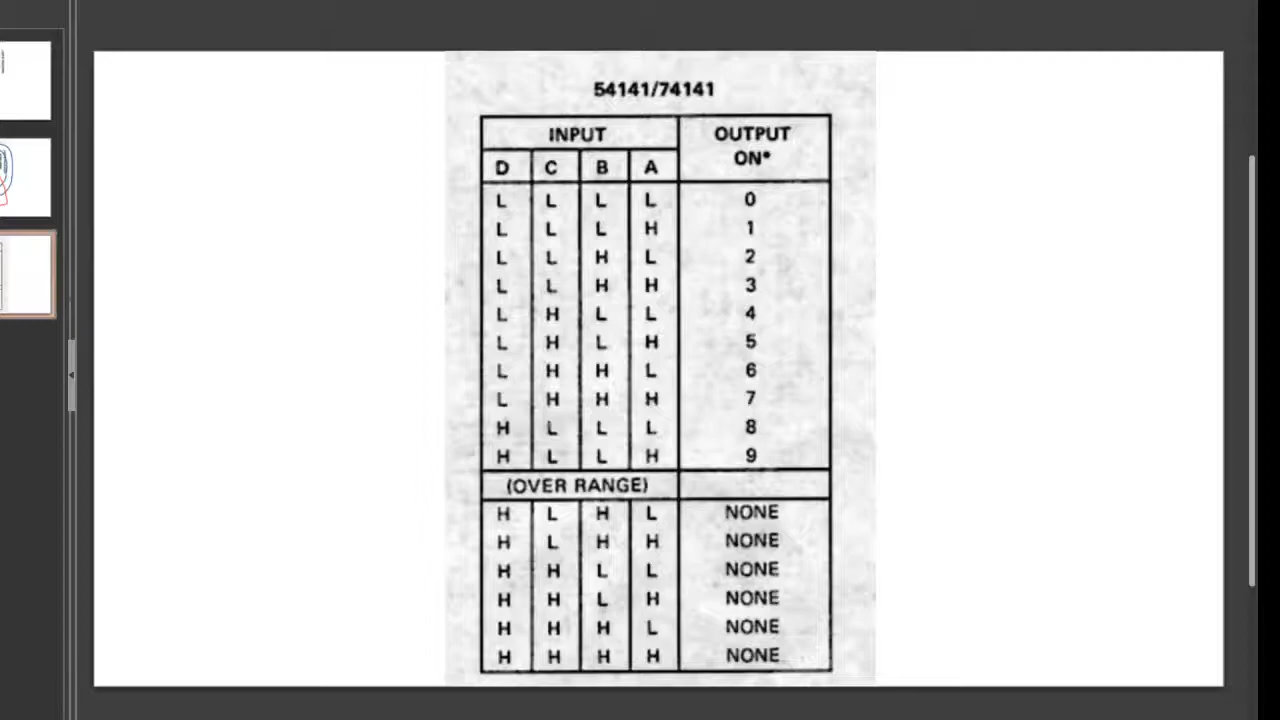 54141/74141
INPUT OUTPUT
ON*
D C B A
L L L L 0
L L L H 1
L L H L 2
L L H H 3
L H L L 4
L H L H 5
L H H L 6
L H H H 7
H L L L 8
H L L H 9
(OVER RANGE)
H L H L NONE
H L H H NONE
H H L L NONE
H H L H NONE
H H H L NONE
H H H H NONE